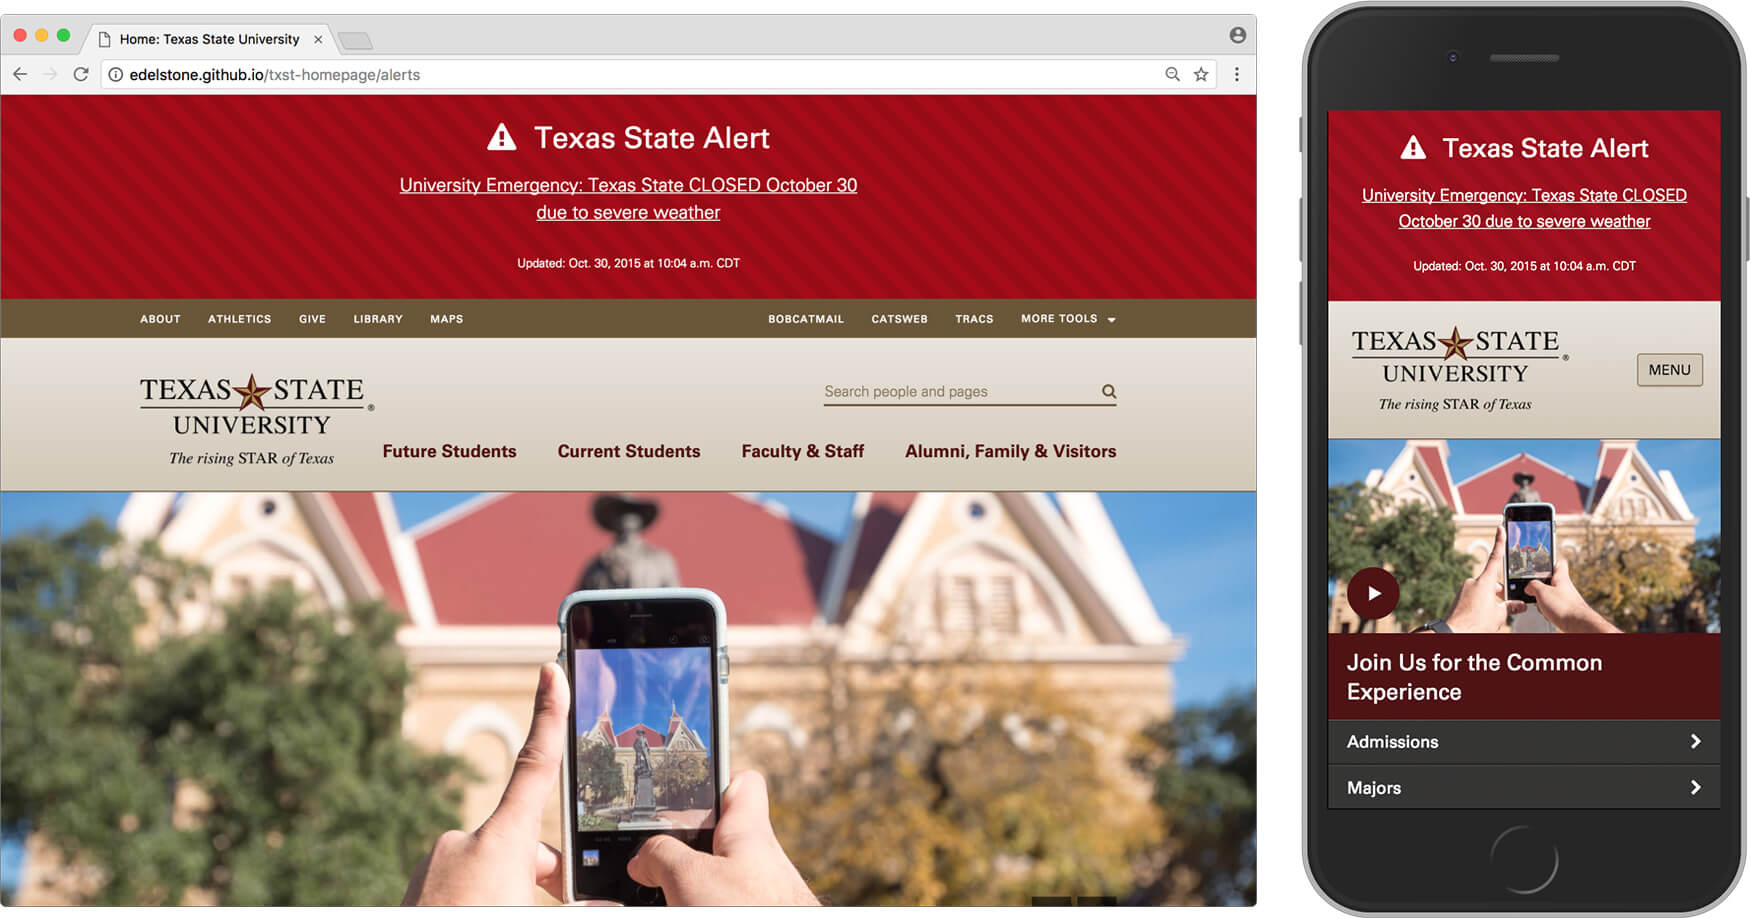 Home: Texas State University
edelstone.github.io/txst-homepage/alerts
Texas State Alert
University Emergency: Texas State CLOSED October 30
due to severe weather
Updated: Oct. 30, 2015 at 10:04 a.m. CDT
ABOUT ATHLETICS GIVE LIBRARY MAPS BOBCATMAIL CATSWEB TRACS MORE TOOLS
TEXAS STATE
UNIVERSITY
®
The rising STAR of Texas
Search people and pages
Future Students Current Students Faculty & Staff Alumni, Family & Visitors
Texas State Alert
University Emergency: Texas State CLOSED
October 30 due to severe weather
Updated: Oct. 30, 2015 at 10:04 a.m. CDT
TEXAS STATE
UNIVERSITY
®
The rising STAR of Texas
MENU
Join Us for the Common
Experience
Admissions
Majors